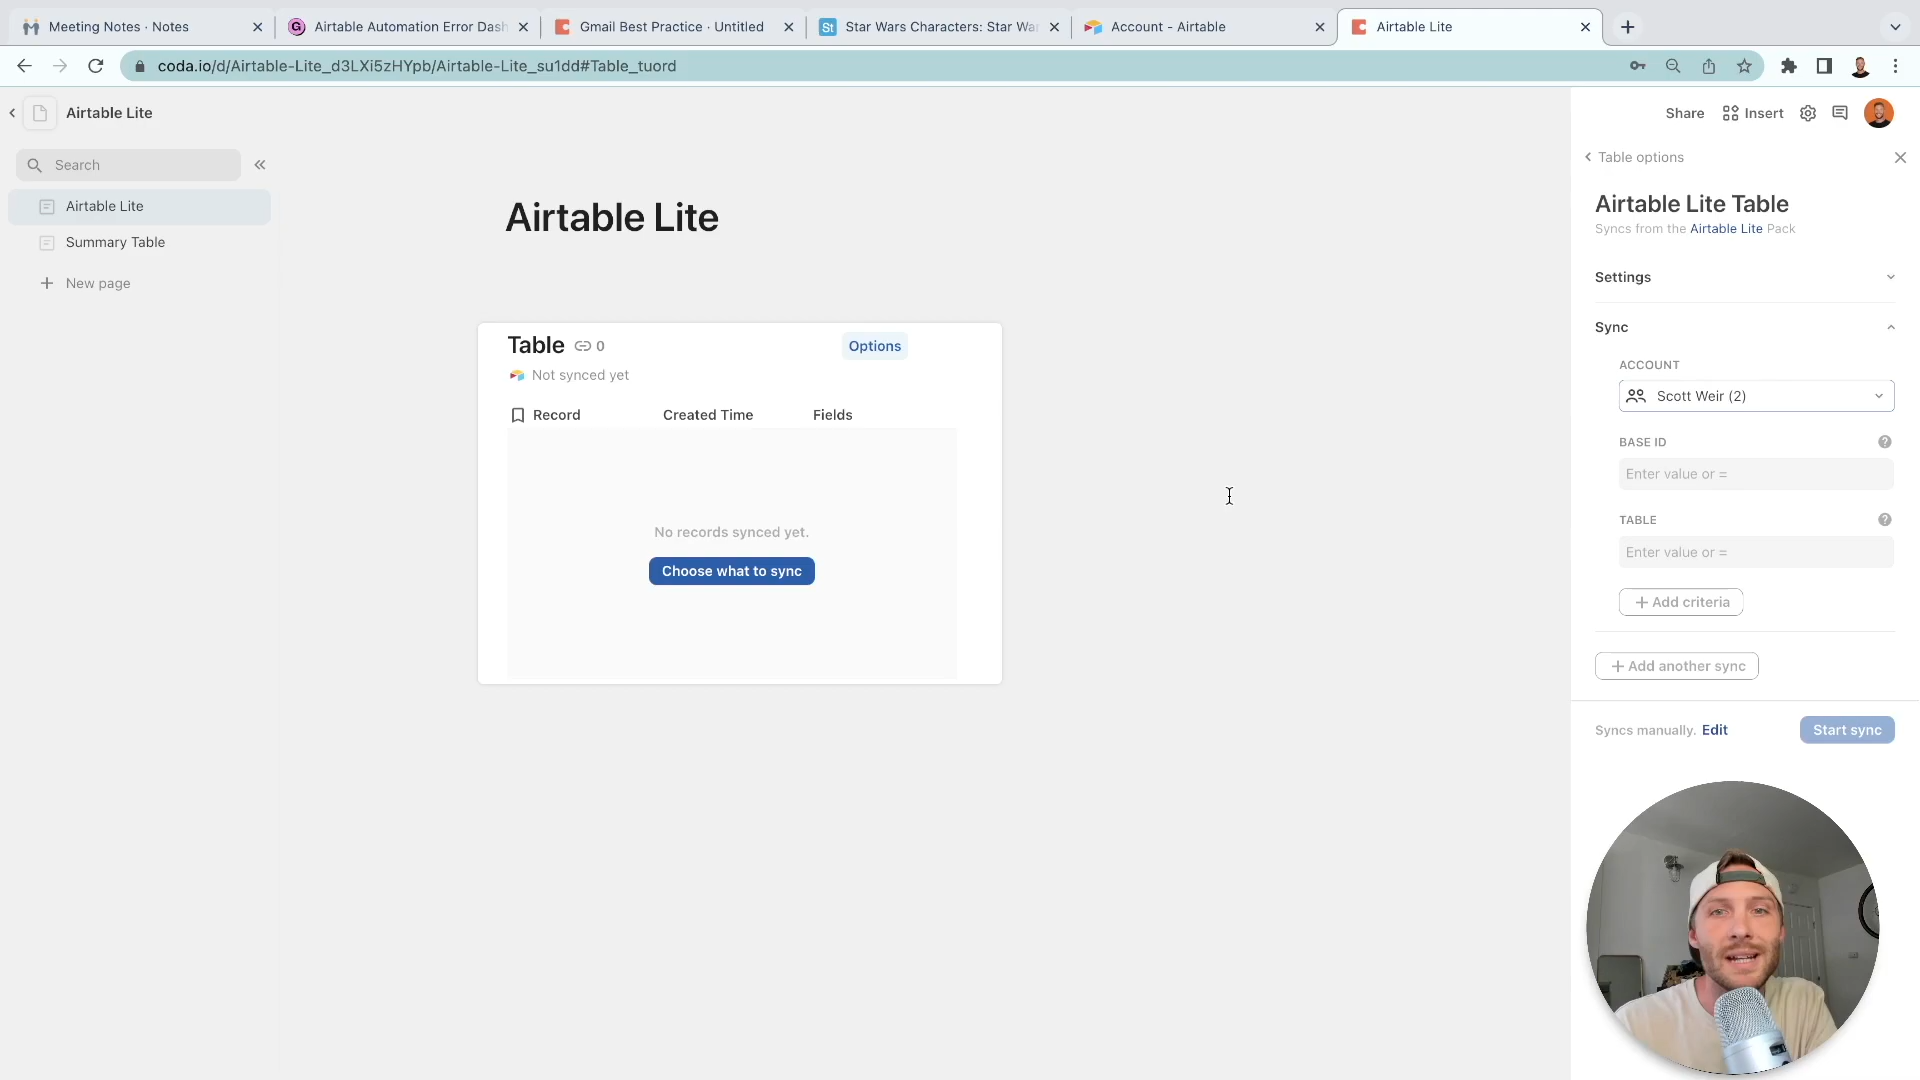 Meeting Notes · Notes
Airtable Automation Error Dash
Gmail Best Practice · Untitled
St
Star Wars Characters: Star Wa
Account - Airtable
Airtable Lite
coda.io/d/Airtable-Lite_d3LXi5zHYpb/Airtable-Lite_su1dd#Table_tuord
Airtable Lite
Share
Insert
Search
Table options
Airtable Lite
Summary Table
New page
Airtable Lite
Airtable Lite Table
Syncs from the Airtable Lite Pack
Settings
Sync
Table
0
Options
Not synced yet
Record
Created Time
Fields
No records synced yet.
Choose what to sync
ACCOUNT
Scott Weir (2)
BASE ID
Enter value or =
TABLE
Enter value or =
+ Add criteria
+ Add another sync
Syncs manually. Edit
Start sync